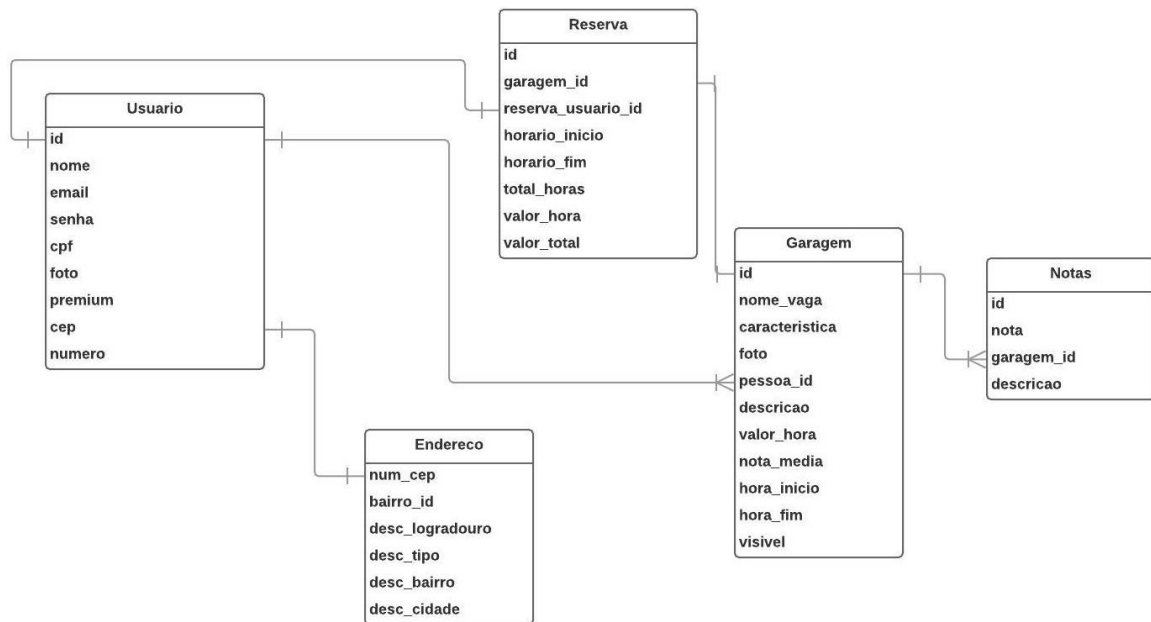 Reserva
id
garagem_id
reserva_usuario_id
horario_inicio
horario_fim
total_horas
valor_hora
valor_total
Usuario
id
nome
email
senha
cpf
foto
premium
cep
numero
Garagem
id
nome_vaga
caracteristica
foto
pessoa_id
descricao
valor_hora
nota_media
hora_inicio
hora_fim
visivel
Notas
id
nota
garagem_id
descricao
Endereco
num_cep
bairro_id
desc_logradouro
desc_tipo
desc_bairro
desc_cidade